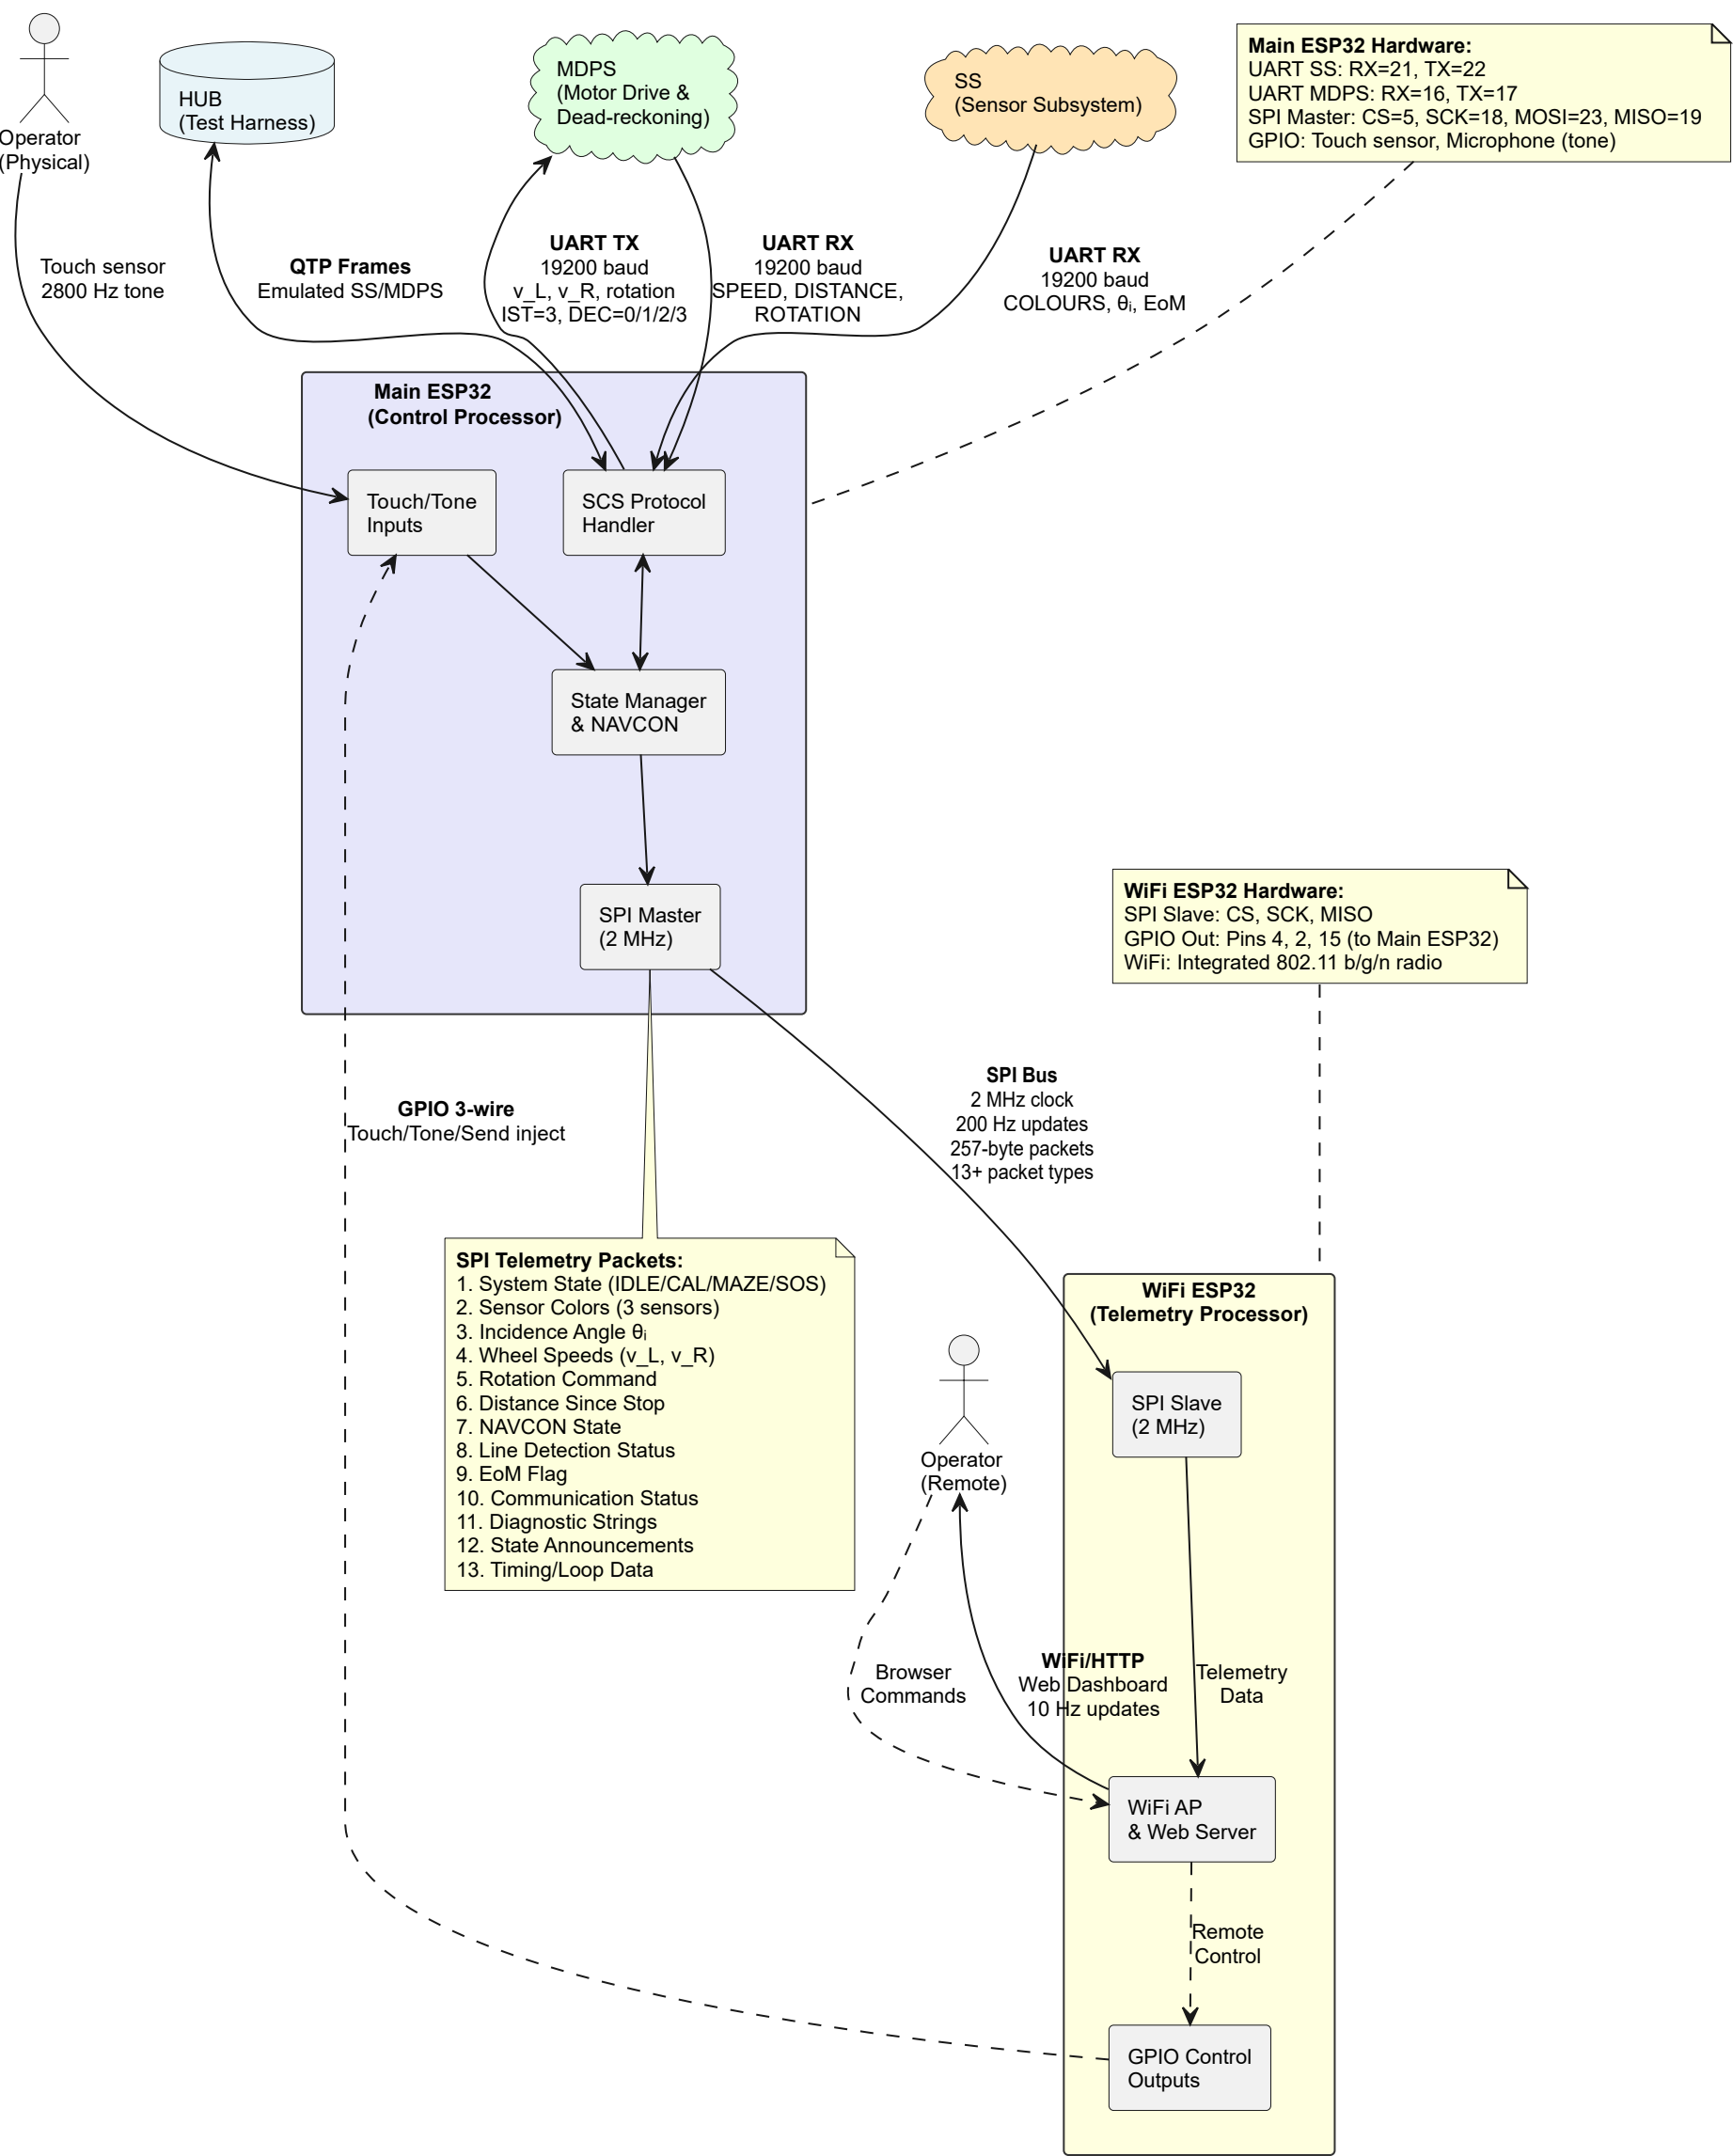 Operator
(Physical)
HUB
(Test Harness)
MDPS
(Motor Drive &
Dead-reckoning)
SS
(Sensor Subsystem)
Main ESP32 Hardware:
UART SS: RX=21, TX=22
UART MDPS: RX=16, TX=17
SPI Master: CS=5, SCK=18, MOSI=23, MISO=19
GPIO: Touch sensor, Microphone (tone)
Touch sensor
2800 Hz tone
QTP Frames
Emulated SS/MDPS
UART TX
19200 baud
v_L, v_R, rotation
IST=3, DEC=0/1/2/3
UART RX
19200 baud
SPEED, DISTANCE,
ROTATION
UART RX
19200 baud
COLOURS, θᵢ, EoM
Main ESP32
(Control Processor)
Touch/Tone
Inputs
SCS Protocol
Handler
State Manager
& NAVCON
SPI Master
(2 MHz)
WiFi ESP32 Hardware:
SPI Slave: CS, SCK, MISO
GPIO Out: Pins 4, 2, 15 (to Main ESP32)
WiFi: Integrated 802.11 b/g/n radio
GPIO 3-wire
Touch/Tone/Send inject
SPI Bus
2 MHz clock
200 Hz updates
257-byte packets
13+ packet types
SPI Telemetry Packets:
1. System State (IDLE/CAL/MAZE/SOS)
2. Sensor Colors (3 sensors)
3. Incidence Angle θᵢ
4. Wheel Speeds (v_L, v_R)
5. Rotation Command
6. Distance Since Stop
7. NAVCON State
8. Line Detection Status
9. EoM Flag
10. Communication Status
11. Diagnostic Strings
12. State Announcements
13. Timing/Loop Data
WiFi ESP32
(Telemetry Processor)
Operator
(Remote)
SPI Slave
(2 MHz)
Browser
Commands
WiFi/HTTP
Web Dashboard
10 Hz updates
Telemetry
Data
WiFi AP
& Web Server
Remote
Control
GPIO Control
Outputs